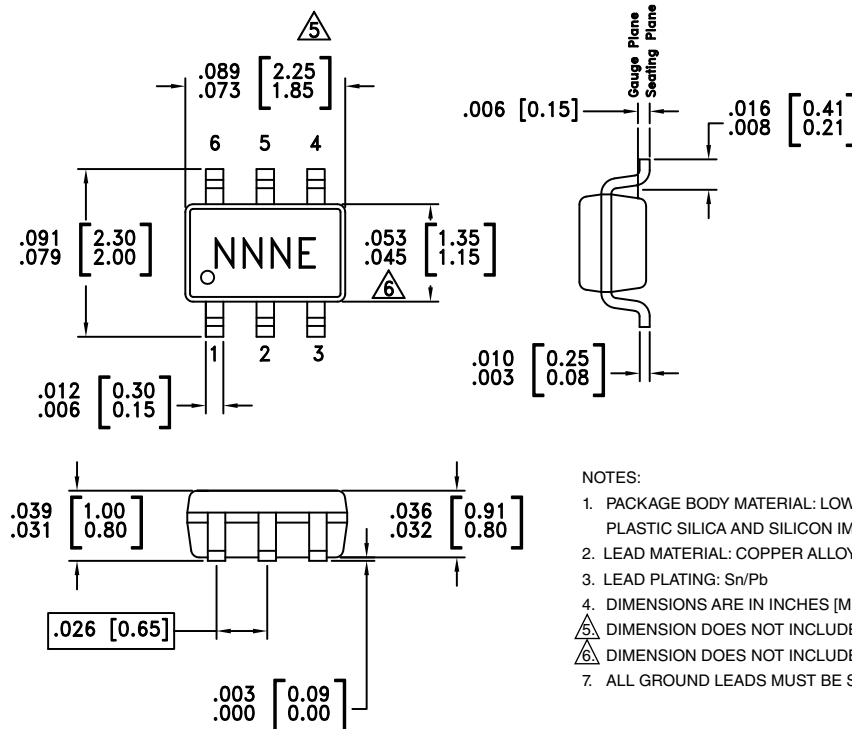 5
.089 [2.25]
.073 [1.85]
6 5 4
.091 [2.30]
.079 [2.00]
NNNE
.053 [1.35]
.045 [1.15]
6
1 2 3
.012 [0.30]
.006 [0.15]
Gauge Plane
Seating Plane
.006 [0.15]
.016 [0.41]
.008 [0.21]
.010 [0.25]
.003 [0.08]
.039 [1.00]
.031 [0.80]
.036 [0.91]
.032 [0.80]
.026 [0.65]
.003 [0.09]
.000 [0.00]
NOTES:
1. PACKAGE BODY MATERIAL: LOW
PLASTIC SILICA AND SILICON IM
2. LEAD MATERIAL: COPPER ALLOY
3. LEAD PLATING: Sn/Pb
4. DIMENSIONS ARE IN INCHES [M
5. DIMENSION DOES NOT INCLUDE
6. DIMENSION DOES NOT INCLUDE
7. ALL GROUND LEADS MUST BE S